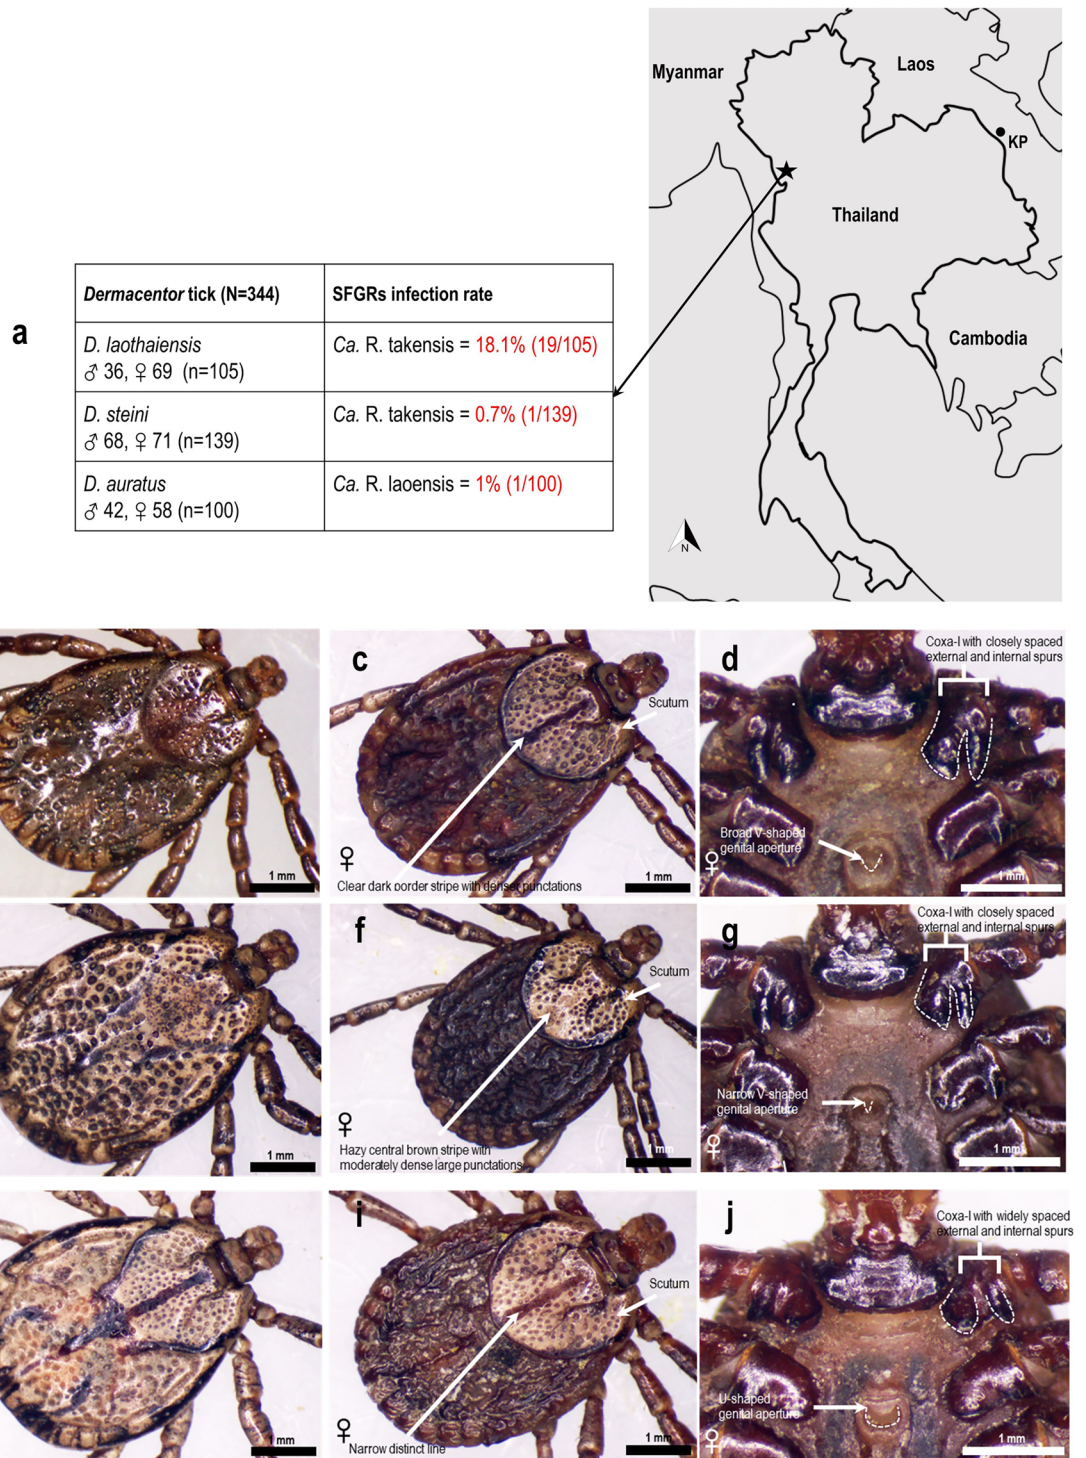 Myanmar
Laos
KP
Thailand
Cambodia
N
a
Dermacentor tick (N=344)
SFGRs infection rate
D. laothaiensis
♂ 36, ♀ 69 (n=105)
Ca. R. takensis = 18.1% (19/105)
D. steini
♂ 68, ♀ 71 (n=139)
Ca. R. takensis = 0.7% (1/139)
D. auratus
♂ 42, ♀ 58 (n=100)
Ca. R. laoensis = 1% (1/100)
1 mm
c
Scutum
♀
Clear dark border stripe with denser punctations
1 mm
d
Coxa-I with closely spaced
external and internal spurs
Broad V-shaped
genital aperture
♀
1 mm
1 mm
f
Scutum
♀
Hazy central brown stripe with
moderately dense large punctations
1 mm
g
Coxa-I with closely spaced
external and internal spurs
Narrow V-shaped
genital aperture
♀
1 mm
1 mm
i
Scutum
♀
Narrow distinct line
1 mm
j
Coxa-I with widely spaced
external and internal spurs
U-shaped
genital aperture
♀
1 mm